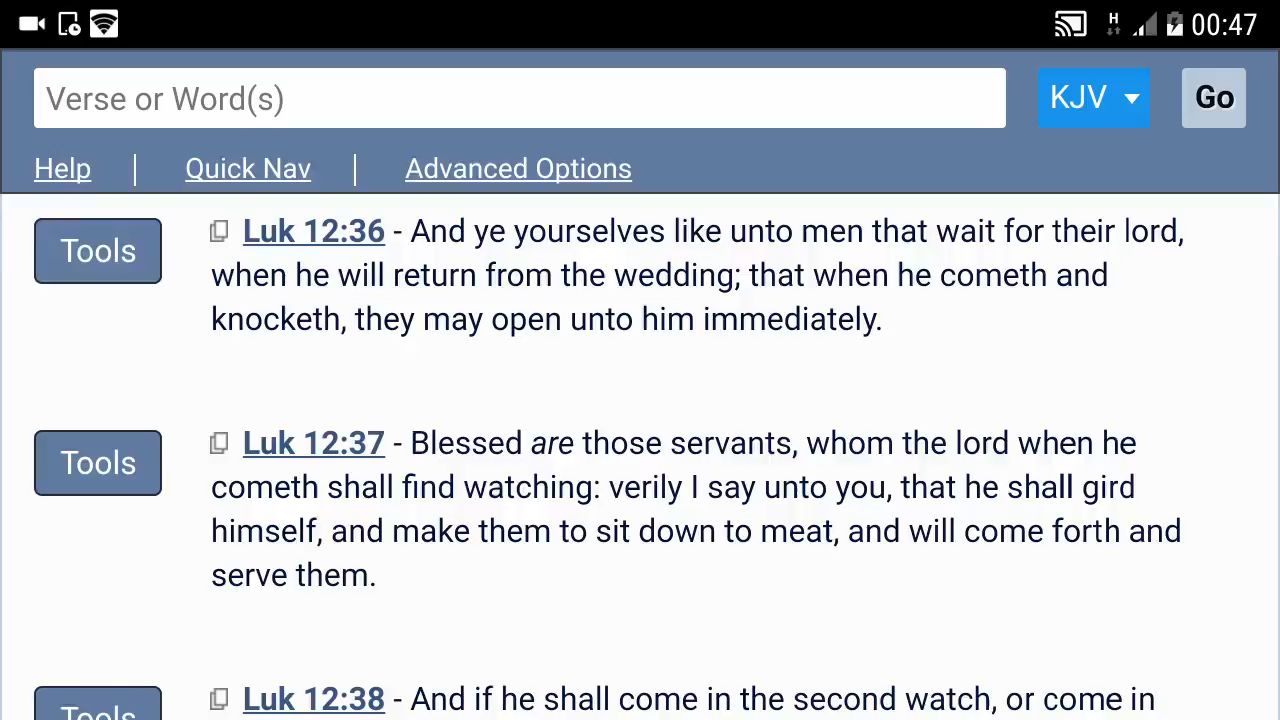 H 00:47
Verse or Word(s) KJV Go
Help | Quick Nav | Advanced Options
Tools Luk 12:36 - And ye yourselves like unto men that wait for their lord,
when he will return from the wedding; that when he cometh and
knocketh, they may open unto him immediately.
Tools Luk 12:37 - Blessed are those servants, whom the lord when he
cometh shall find watching: verily I say unto you, that he shall gird
himself, and make them to sit down to meat, and will come forth and
serve them.
Tools Luk 12:38 - And if he shall come in the second watch, or come in